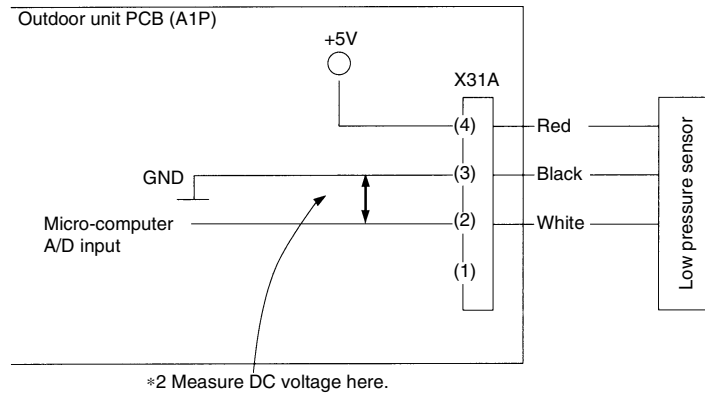 Outdoor unit PCB (A1P)
+5V
X31A
(4)
Red
GND
(3)
Black
Micro-computer
A/D input
(2)
White
(1)
Low pressure sensor
*2 Measure DC voltage here.